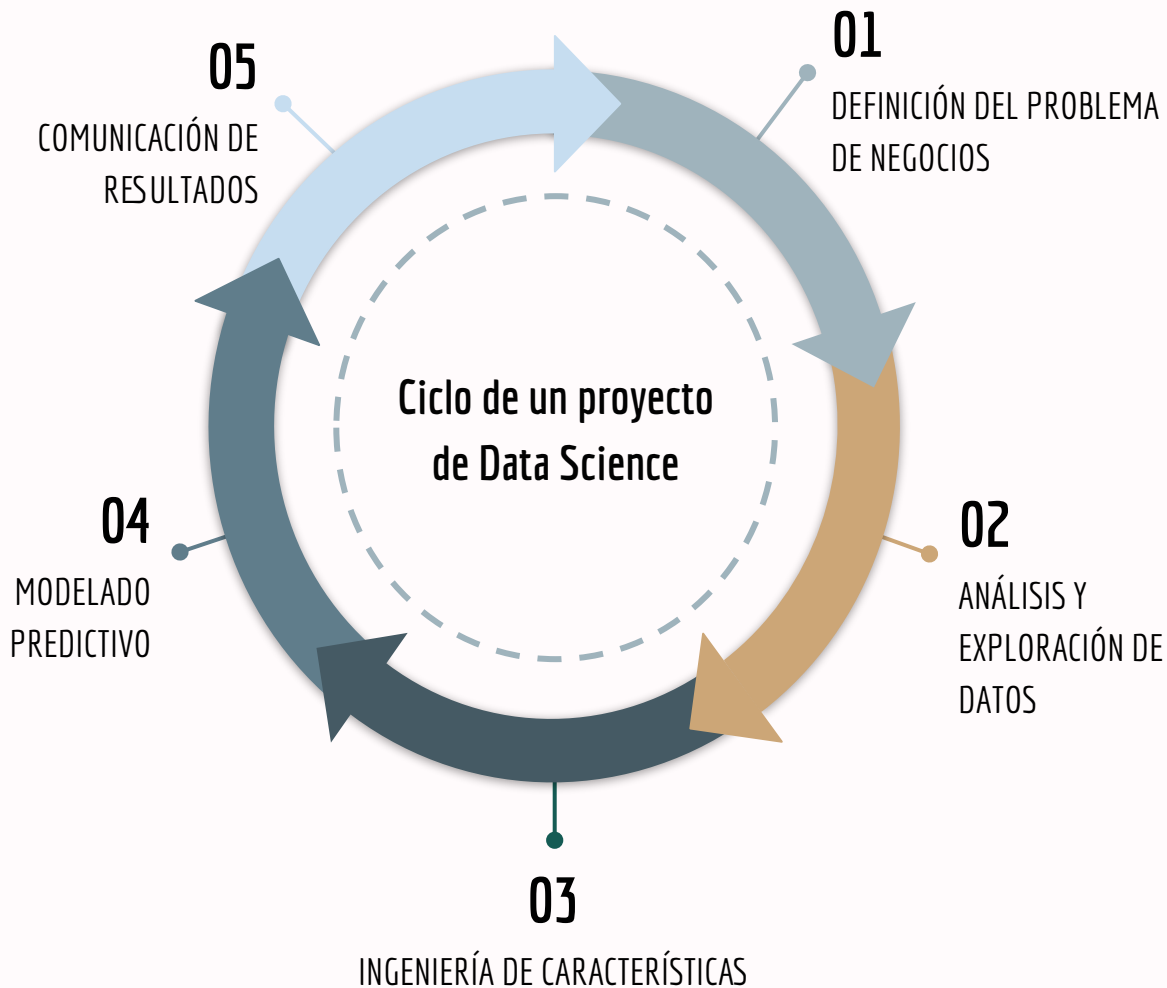 01
DEFINICIÓN DEL PROBLEMA
DE NEGOCIOS
02
ANÁLISIS Y
EXPLORACIÓN DE
DATOS
03
INGENIERÍA DE CARACTERÍSTICAS
04
MODELADO
PREDICTIVO
05
COMUNICACIÓN DE
RESULTADOS
Ciclo de un proyecto
de Data Science